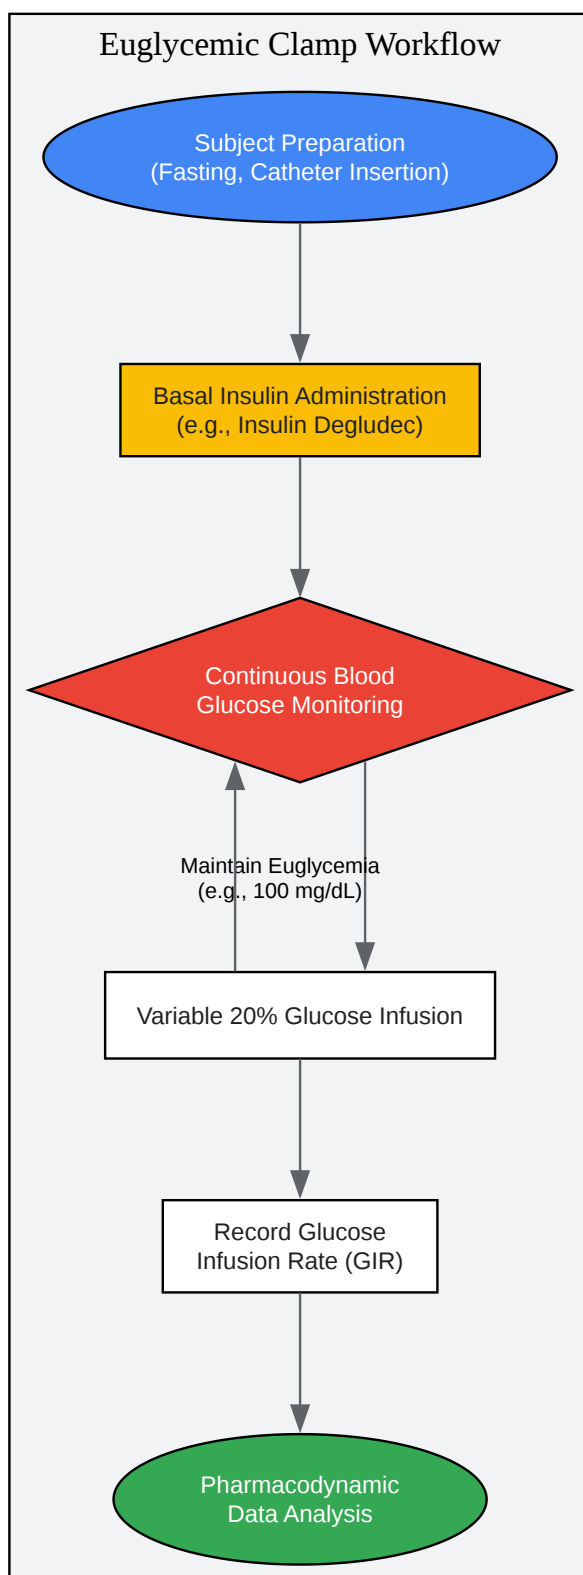 Euglycemic Clamp Workflow
Subject Preparation
(Fasting, Catheter Insertion)
Basal Insulin Administration
(e.g., Insulin Degludec)
Continuous Blood
Glucose Monitoring
Maintain Euglycemia
(e.g., 100 mg/dL)
Variable 20% Glucose Infusion
Record Glucose
Infusion Rate (GIR)
Pharmacodynamic
Data Analysis